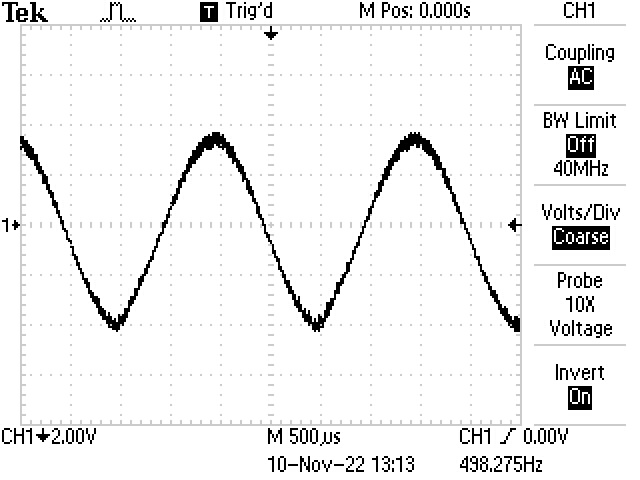 Tek T Trig'd M Pos: 0.000s CH1
Coupling
AC
BW Limit
Off
40MHz
Volts/Div
Coarse
Probe
10X
Voltage
Invert
On
1
CH1 2.00V M 500µs CH1 0.00V
10-Nov-22 13:13 498.275Hz